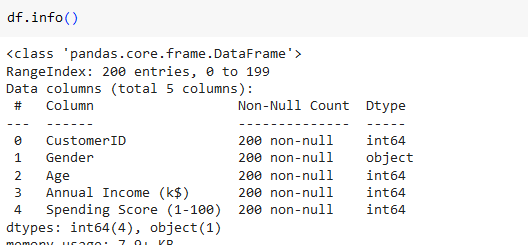 df.info()
<class 'pandas.core.frame.DataFrame'>
RangeIndex: 200 entries, 0 to 199
Data columns (total 5 columns):
 #   Column                  Non-Null Count  Dtype
---  ------                  --------------  -----
 0   CustomerID              200 non-null    int64
 1   Gender                  200 non-null    object
 2   Age                     200 non-null    int64
 3   Annual Income (k$)      200 non-null    int64
 4   Spending Score (1-100)  200 non-null    int64
dtypes: int64(4), object(1)
memory usage: 7.9+ KB